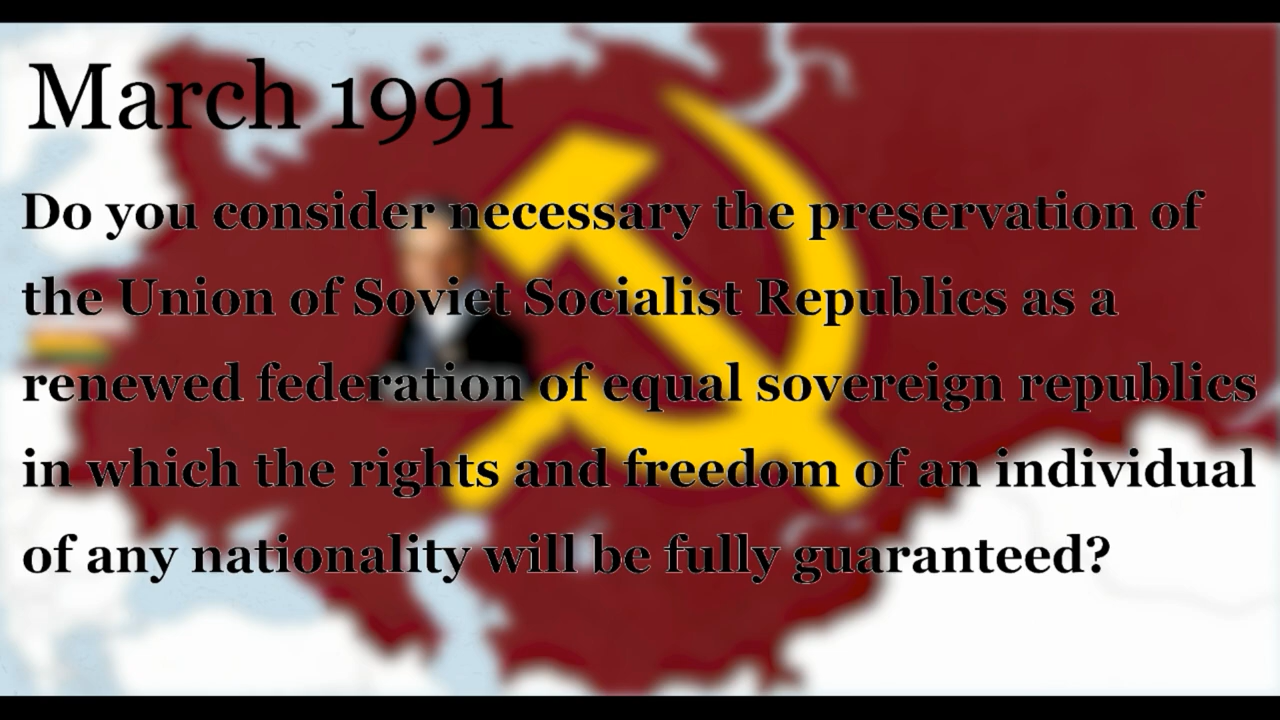 March 1991
Do you consider necessary the preservation of
the Union of Soviet Socialist Republics as a
renewed federation of equal sovereign republics
in which the rights and freedom of an individual
of any nationality will be fully guaranteed?